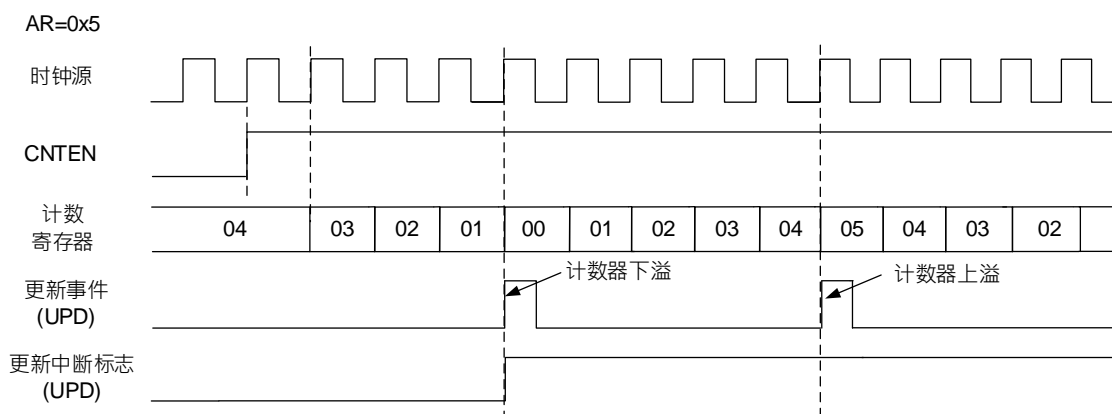 AR=0x5
时钟源
CNTEN
计数
寄存器
04 03 02 01 00 01 02 03 04 05 04 03 02
计数器下溢
计数器上溢
更新事件
(UPD)
更新中断标志
(UPD)